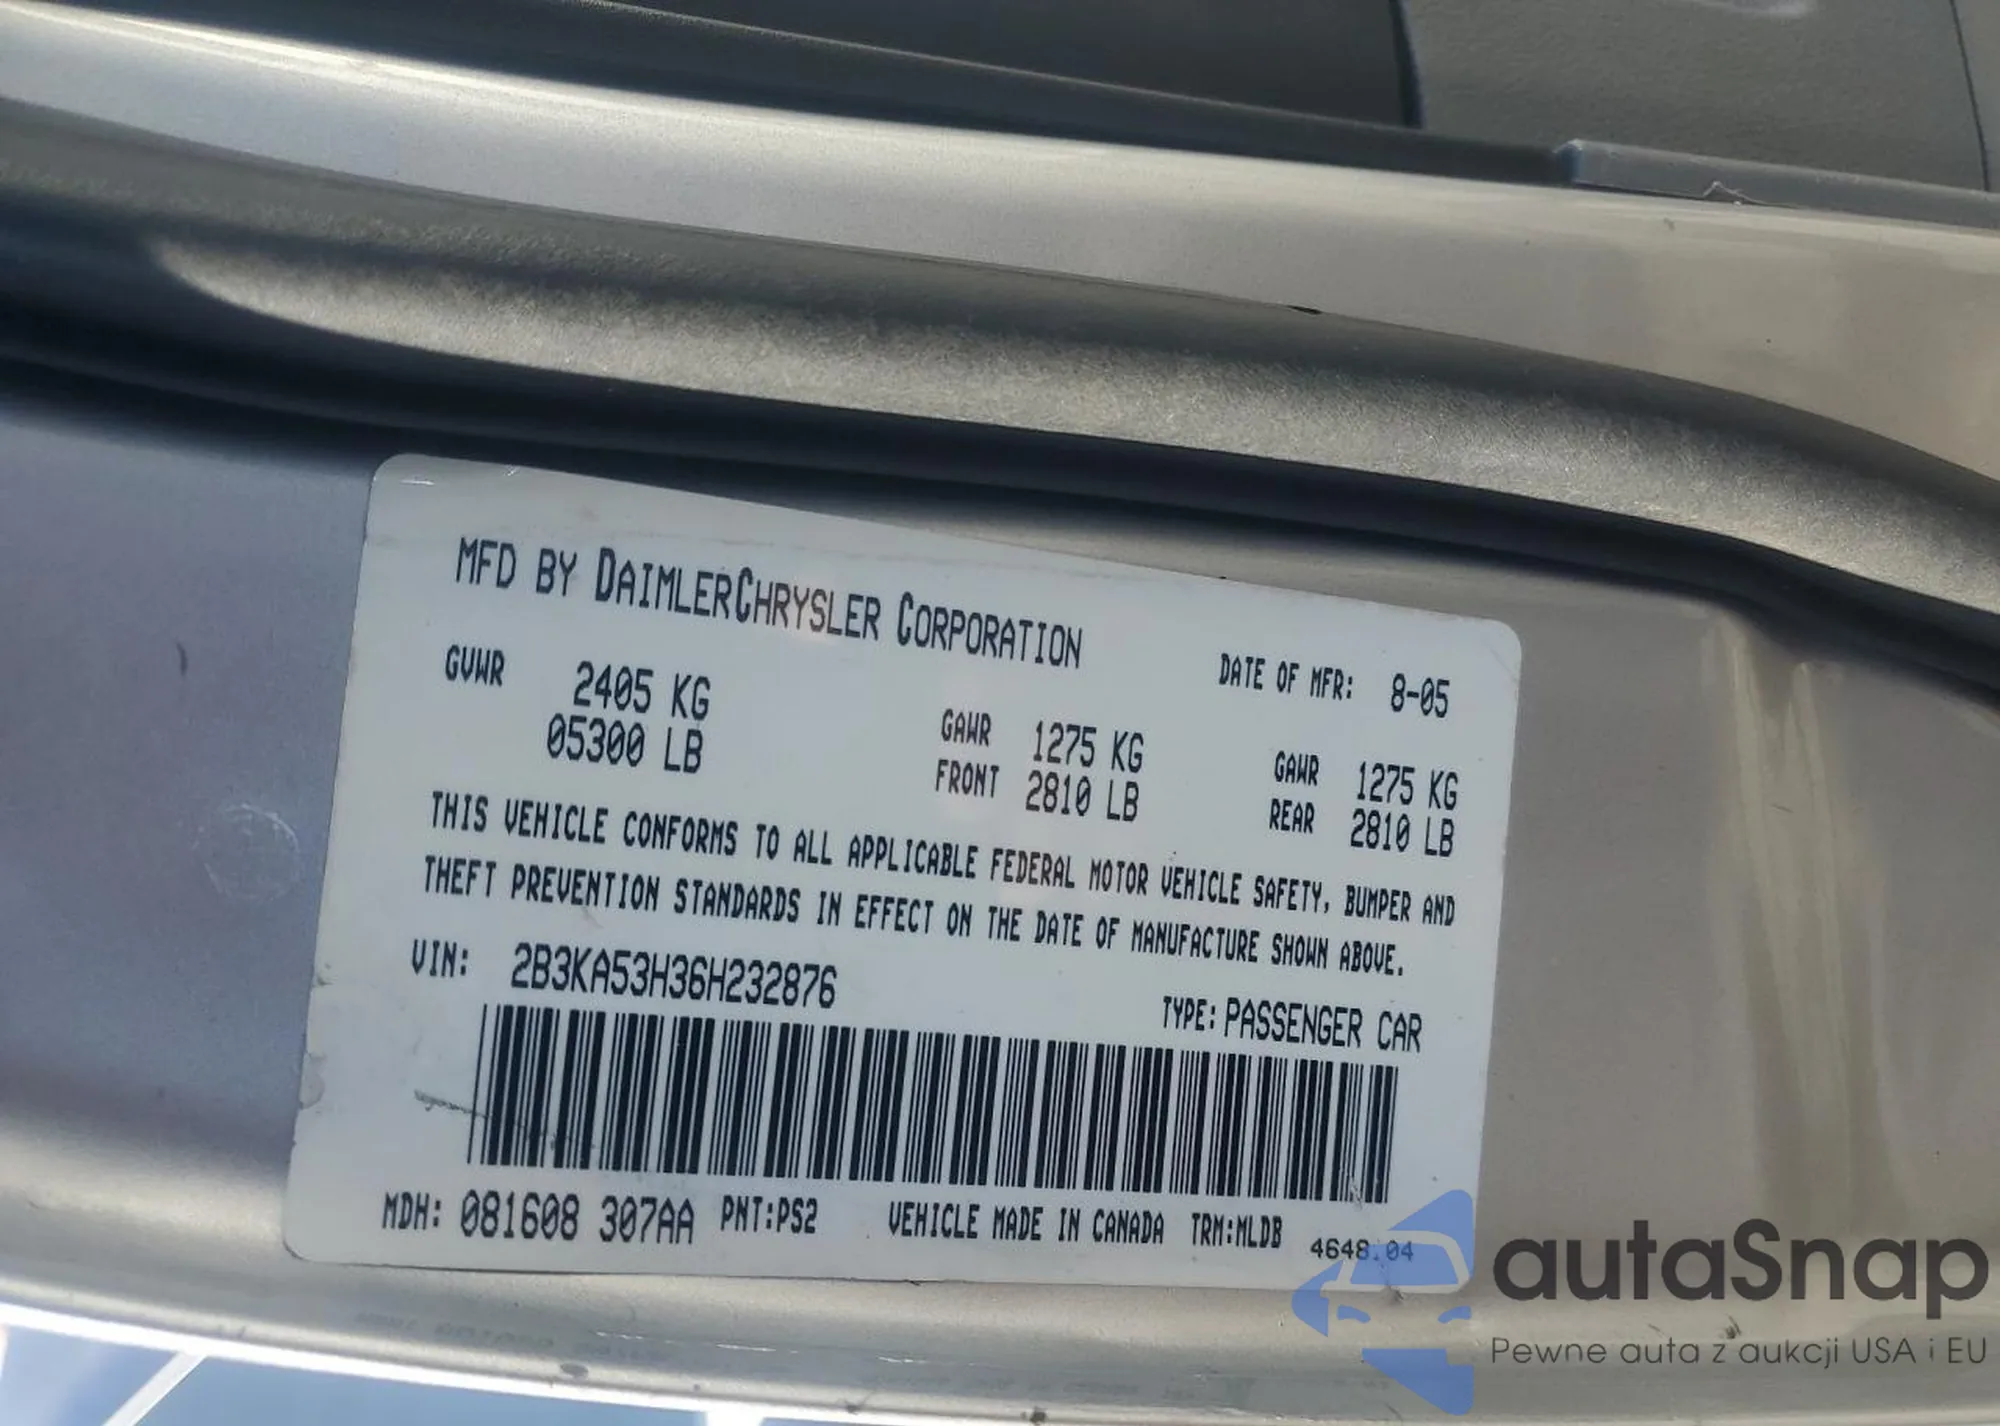 MFD BY DAIMLERCHRYSLER CORPORATION
DATE OF MFR: 8-05
GVWR 2405 KG
05300 LB
GAWR 1275 KG
FRONT 2810 LB
GAWR 1275 KG
REAR 2810 LB
THIS VEHICLE CONFORMS TO ALL APPLICABLE FEDERAL MOTOR VEHICLE SAFETY, BUMPER AND
THEFT PREVENTION STANDARDS IN EFFECT ON THE DATE OF MANUFACTURE SHOWN ABOVE.
VIN: 2B3KA53H36H232876
TYPE: PASSENGER CAR
MDH: 081608 307AA PNT:PS2 VEHICLE MADE IN CANADA TRM:MLDB 4648.04
autaSnap
Pewne auta z aukcji USA i EU